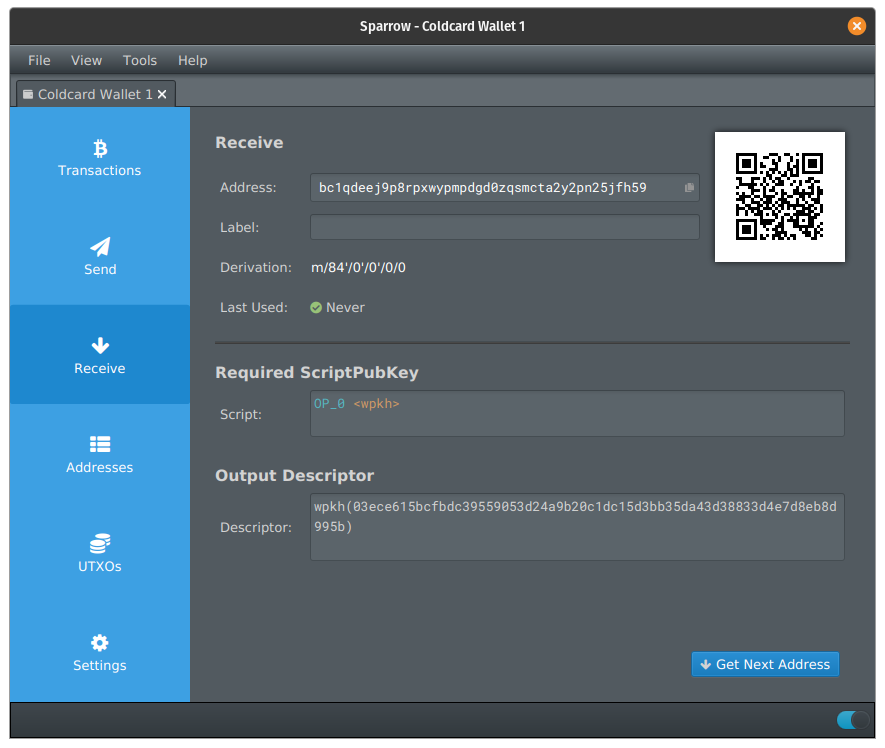 Sparrow - Coldcard Wallet 1
File View Tools Help
Coldcard Wallet 1
Transactions
Send
Receive
Addresses
UTXOs
Settings
Receive
Address: bc1qdeej9p8rpxwypmpdgd0zqsmcta2y2pn25jfh59
Label:
Derivation: m/84'/0'/0'/0/0
Last Used: Never
Required ScriptPubKey
Script: OP_0 <wpkh>
Output Descriptor
Descriptor: wpkh(03ece615bcfbdc39559053d24a9b20c1dc15d3bb35da43d38833d4e7d8eb8d
995b)
Get Next Address